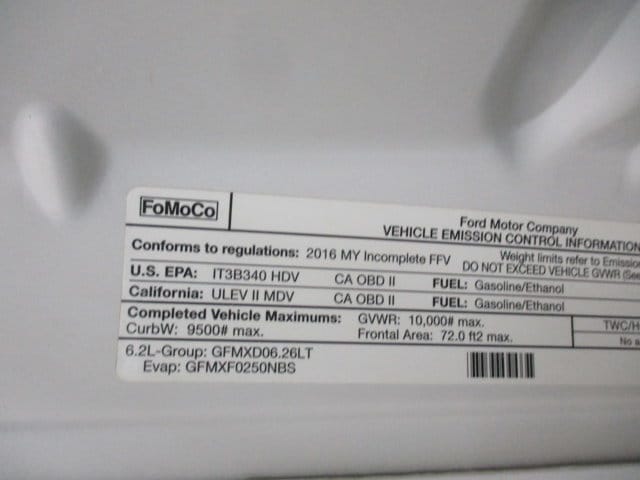 FoMoCo
Ford Motor Company
VEHICLE EMISSION CONTROL INFORMATION
Conforms to regulations: 2016 MY Incomplete FFV
Weight limits refer to Emission
DO NOT EXCEED VEHICLE GVWR (See
U.S. EPA: IT3B340 HDV CA OBD II FUEL: Gasoline/Ethanol
California: ULEV II MDV CA OBD II FUEL: Gasoline/Ethanol
Completed Vehicle Maximums: GVWR: 10,000# max. TWC/H
CurbW: 9500# max. Frontal Area: 72.0 ft2 max. No a
6.2L-Group: GFMXD06.26LT
Evap: GFMXF0250NBS